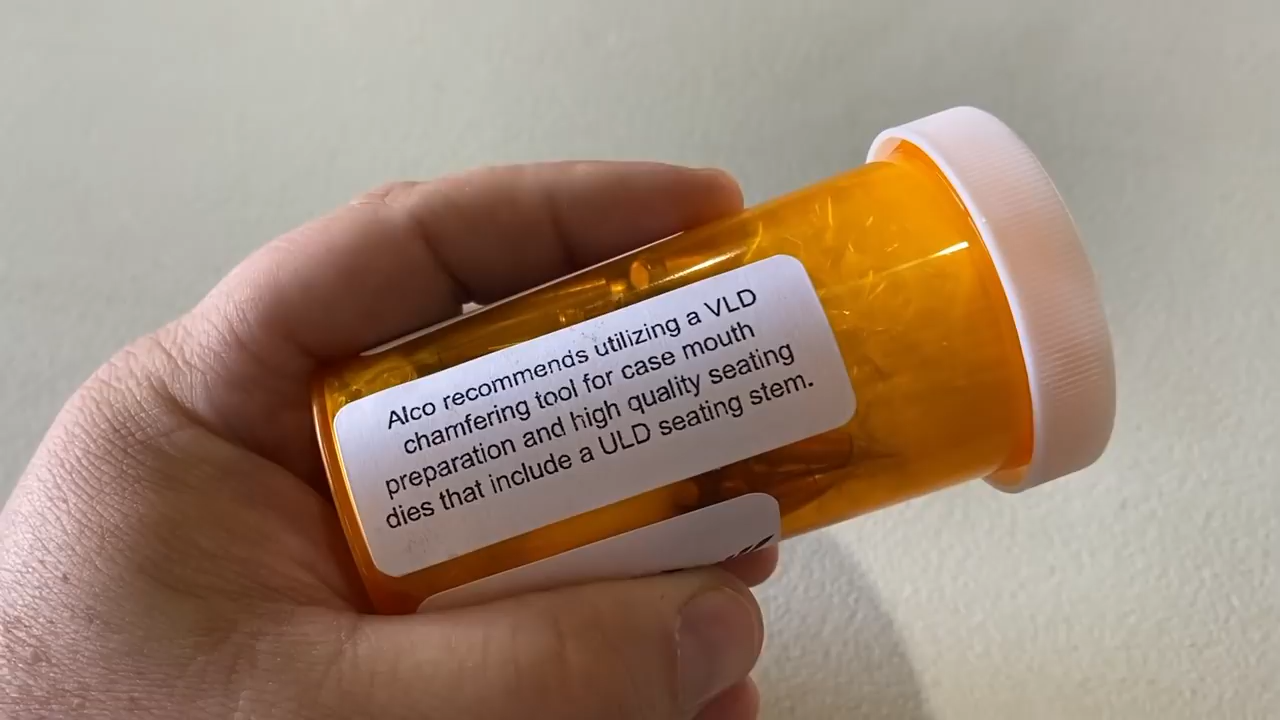 Alco recommends utilizing a VLD
chamfering tool for case mouth
preparation and high quality seating
dies that include a ULD seating stem.